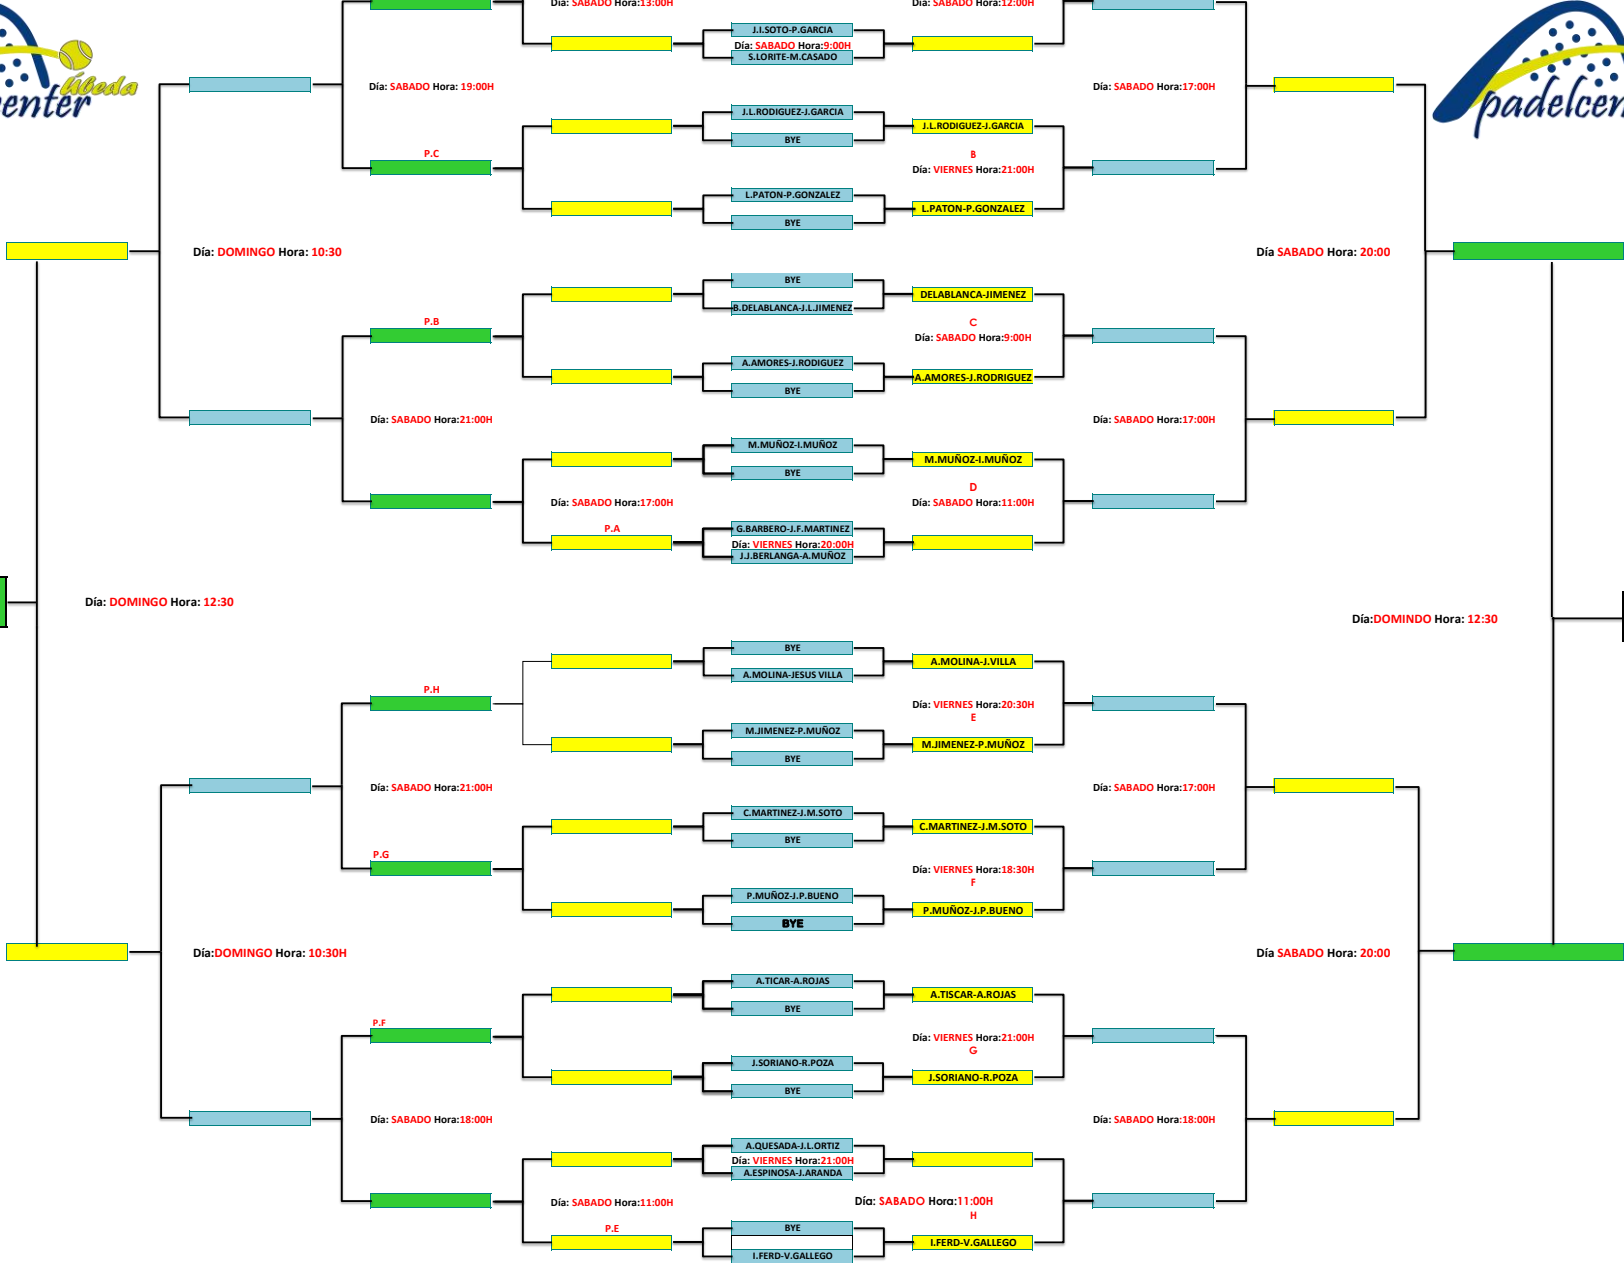 Día: SABADO Hora:13:00H
Día: SABADO Hora:12:00H
J.I.SOTO-P.GARCIA
Día: SABADO Hora:9:00H
S.LORITE-M.CASADO
Úbeda
enter
Día: SABADO Hora: 19:00H
Día: SABADO Hora:17:00H
padelcen
J.L.RODIGUEZ-J.GARCIA
J.L.RODIGUEZ-J.GARCIA
BYE
P.C
B
Día: VIERNES Hora:21:00H
L.PATON-P.GONZALEZ
L.PATON-P.GONZALEZ
BYE
Día: DOMINGO Hora: 10:30
Día SABADO Hora: 20:00
BYE
DELABLANCA-JIMENEZ
B.DELABLANCA-J.L.JIMENEZ
P.B
C
Día: SABADO Hora:9:00H
A.AMORES-J.RODIGUEZ
A.AMORES-J.RODRIGUEZ
BYE
Día: SABADO Hora:21:00H
Día: SABADO Hora:17:00H
M.MUÑOZ-I.MUÑOZ
M.MUÑOZ-I.MUÑOZ
BYE
D
Día: SABADO Hora:17:00H
Día: SABADO Hora:11:00H
P.A
G.BARBERO-J.F.MARTINEZ
Día: VIERNES Hora:20:00H
J.J.BERLANGA-A.MUÑOZ
Día: DOMINGO Hora: 12:30
Día:DOMINDO Hora: 12:30
BYE
A.MOLINA-J.VILLA
A.MOLINA-JESUS VILLA
P.H
Día: VIERNES Hora:20:30H
E
M.JIMENEZ-P.MUÑOZ
M.JIMENEZ-P.MUÑOZ
BYE
Día: SABADO Hora:21:00H
Día: SABADO Hora:17:00H
C.MARTINEZ-J.M.SOTO
C.MARTINEZ-J.M.SOTO
BYE
P.G
Día: VIERNES Hora:18:30H
F
P.MUÑOZ-J.P.BUENO
P.MUÑOZ-J.P.BUENO
BYE
Día:DOMINGO Hora: 10:30H
Día SABADO Hora: 20:00
A.TICAR-A.ROJAS
A.TISCAR-A.ROJAS
BYE
P.F
Día: VIERNES Hora:21:00H
G
J.SORIANO-R.POZA
J.SORIANO-R.POZA
BYE
Día: SABADO Hora:18:00H
Día: SABADO Hora:18:00H
A.QUESADA-J.L.ORTIZ
Día: VIERNES Hora:21:00H
A.ESPINOSA-J.ARANDA
Día: SABADO Hora:11:00H
Día: SABADO Hora:11:00H
H
P.E
BYE
I.FERD-V.GALLEGO
I.FERD-V.GALLEGO